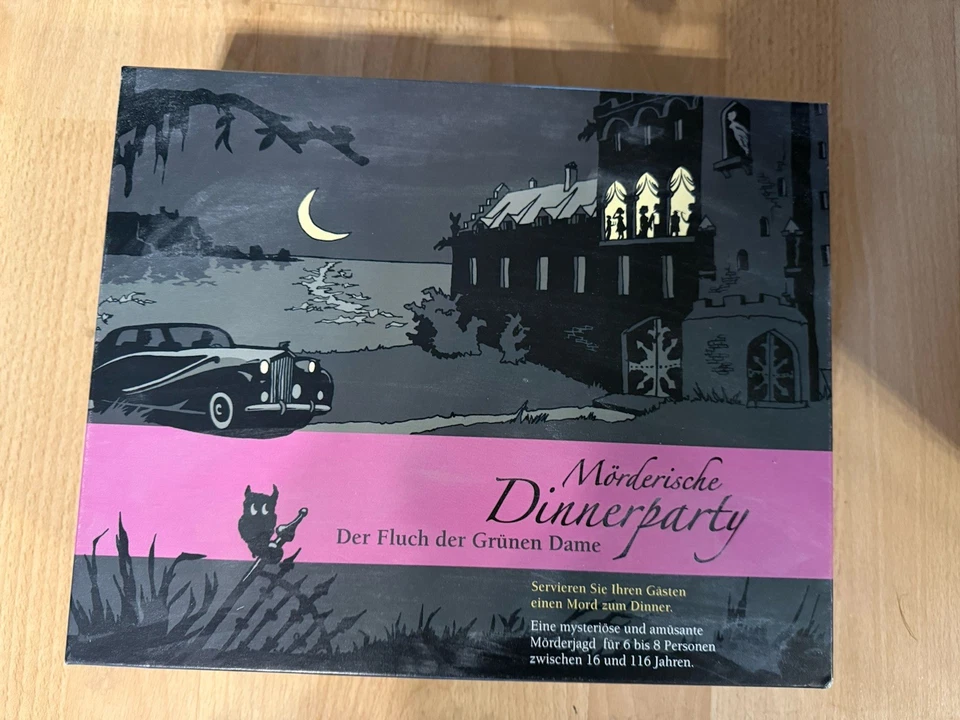 Mörderische
Dinnerparty
Der Fluch der Grünen Dame
Servieren Sie Ihren Gästen
einen Mord zum Dinner.
Eine mysteriöse und amüsante
Mörderjagd für 6 bis 8 Personen
zwischen 16 und 116 Jahren.